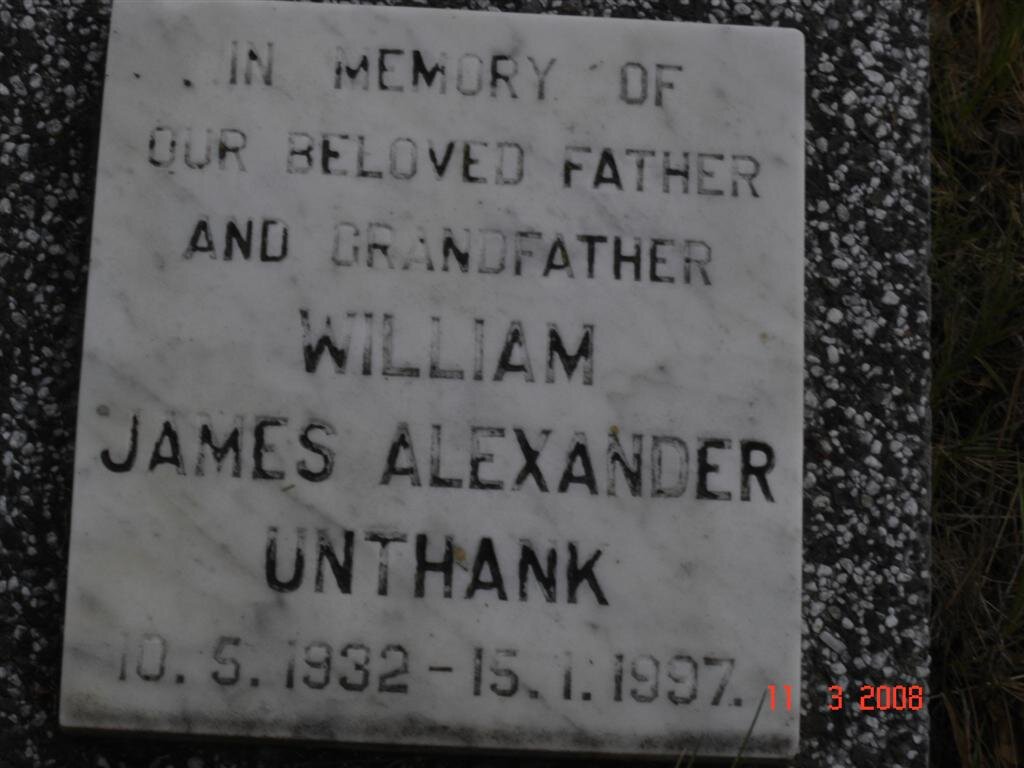 IN MEMORY OF
OUR BELOVED FATHER
AND GRANDFATHER
WILLIAM
JAMES ALEXANDER
UNTHANK
10. 5. 1932 - 15. 1. 1997.
11 3 2008